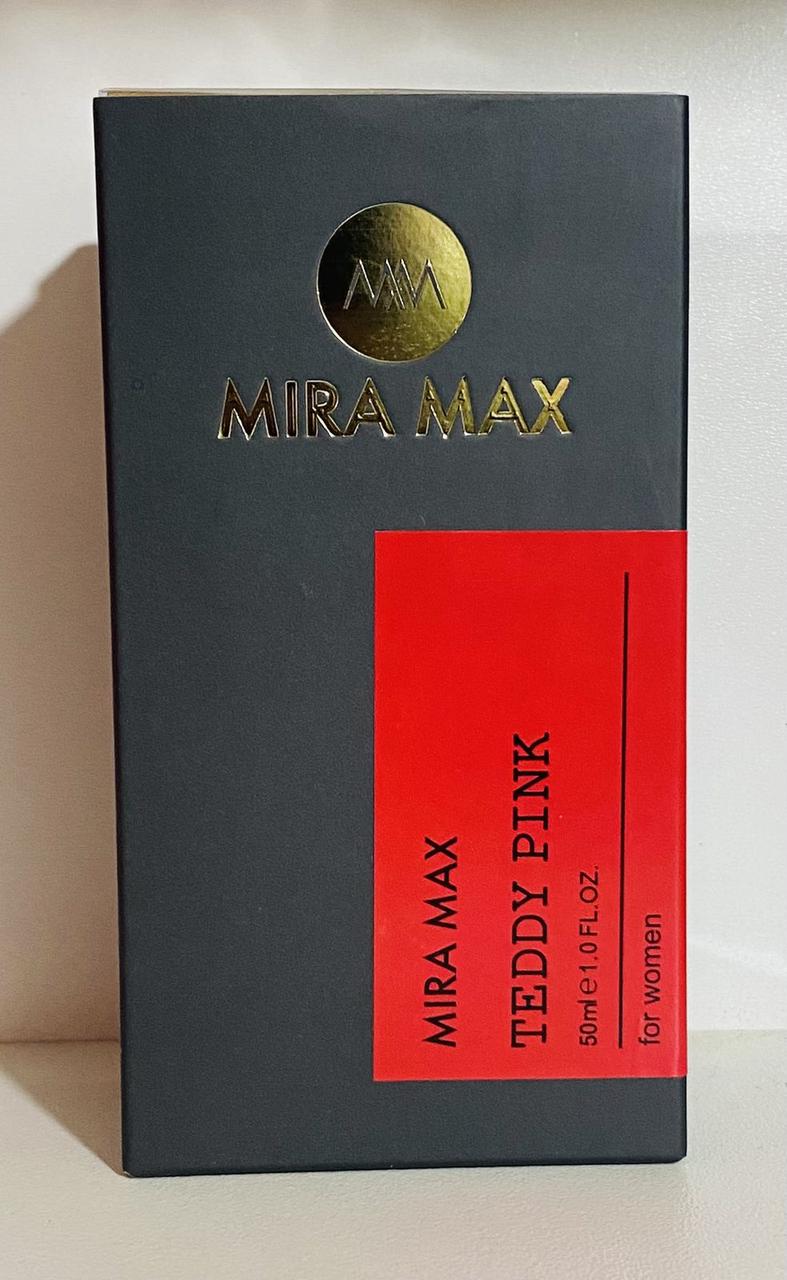 MM
MIRA MAX
MIRA MAX
TEDDY PINK
50ml e 1.0 FL.OZ.
for women